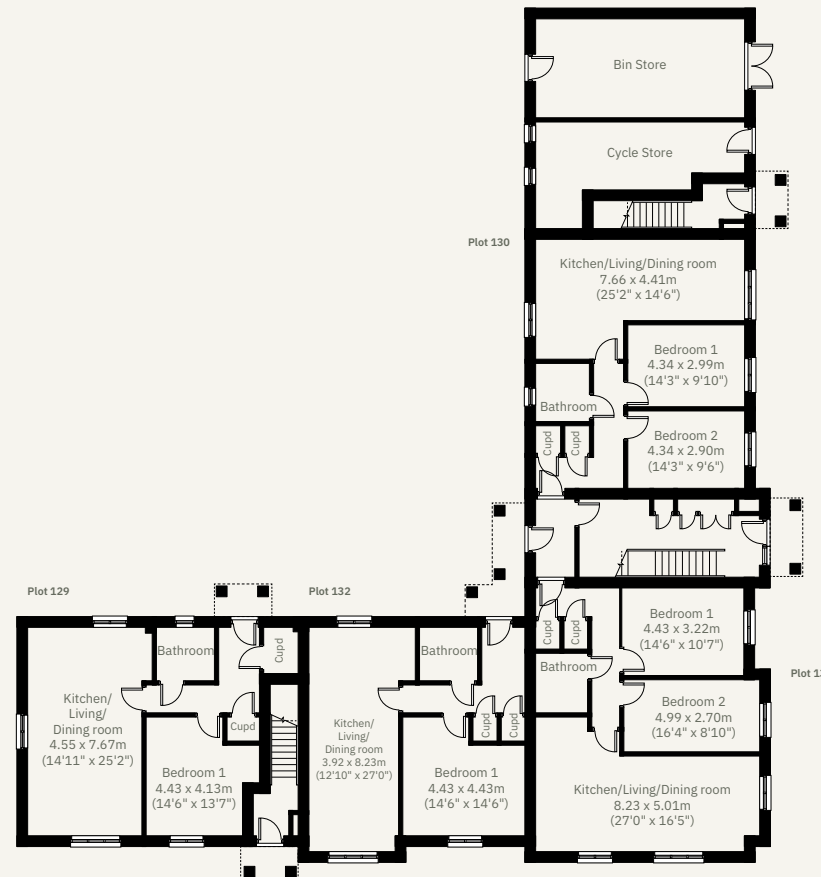 Bin Store
Cycle Store
Plot 130
Kitchen/Living/Dining room
7.66 x 4.41m
(25'2" x 14'6")
Bedroom 1
4.34 x 2.99m
(14'3" x 9'10")
Bathroom
Bedroom 2
4.34 x 2.90m
(14'3" x 9'6")
Cupd
Cupd
Plot 129
Plot 132
Bathroom
Cupd
Kitchen/
Living/
Dining room
4.55 x 7.67m
(14'11" x 25'2")
Cupd
Bedroom 1
4.43 x 4.13m
(14'6" x 13'7")
Bathroom
Kitchen/
Living/
Dining room
3.92 x 8.23m
(12'10" x 27'0")
Cupd
Cupd
Bedroom 1
4.43 x 4.43m
(14'6" x 14'6")
Cupd
Cupd
Bedroom 1
4.43 x 3.22m
(14'6" x 10'7")
Bathroom
Plot
Bedroom 2
4.99 x 2.70m
(16'4" x 8'10")
Kitchen/Living/Dining room
8.23 x 5.01m
(27'0" x 16'5")